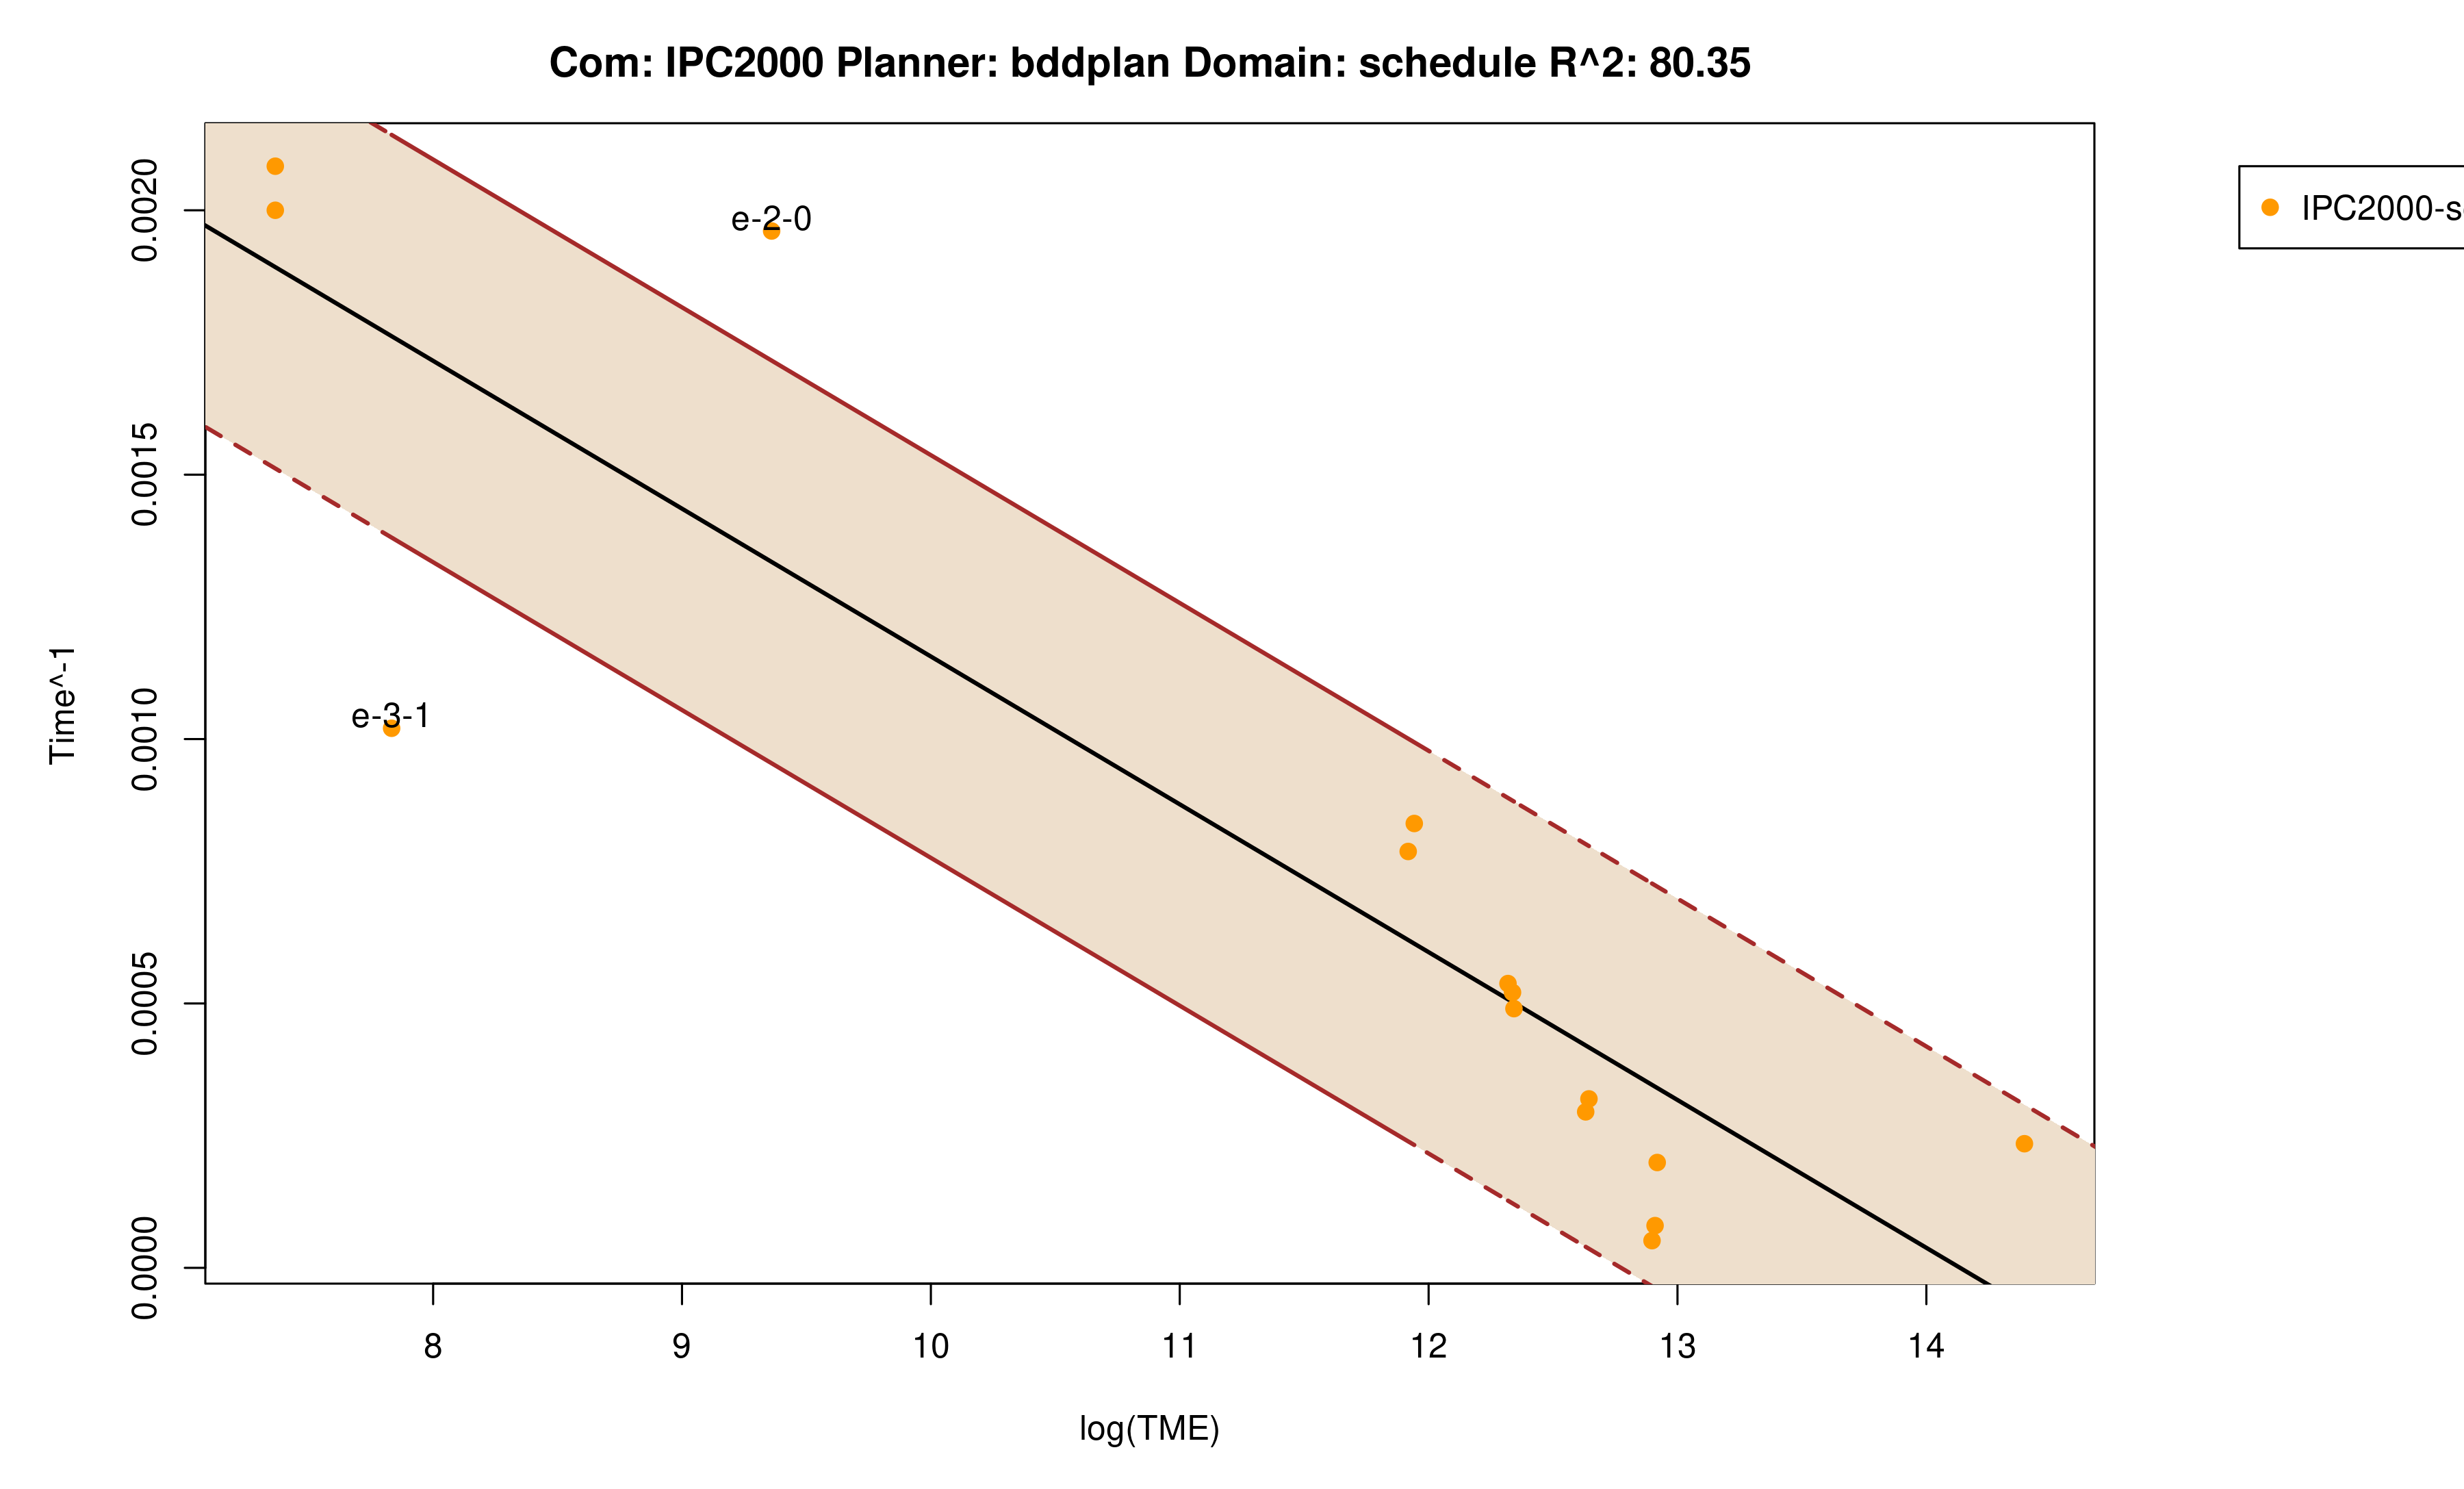 Com: IPC2000 Planner: bddplan Domain: schedule R^2: 80.35
0.0020
0.0015
0.0010
0.0005
0.0000
Time^-1
e-2-0
e-3-1
IPC2000-s
8 9 10 11 12 13 14
log(TME)